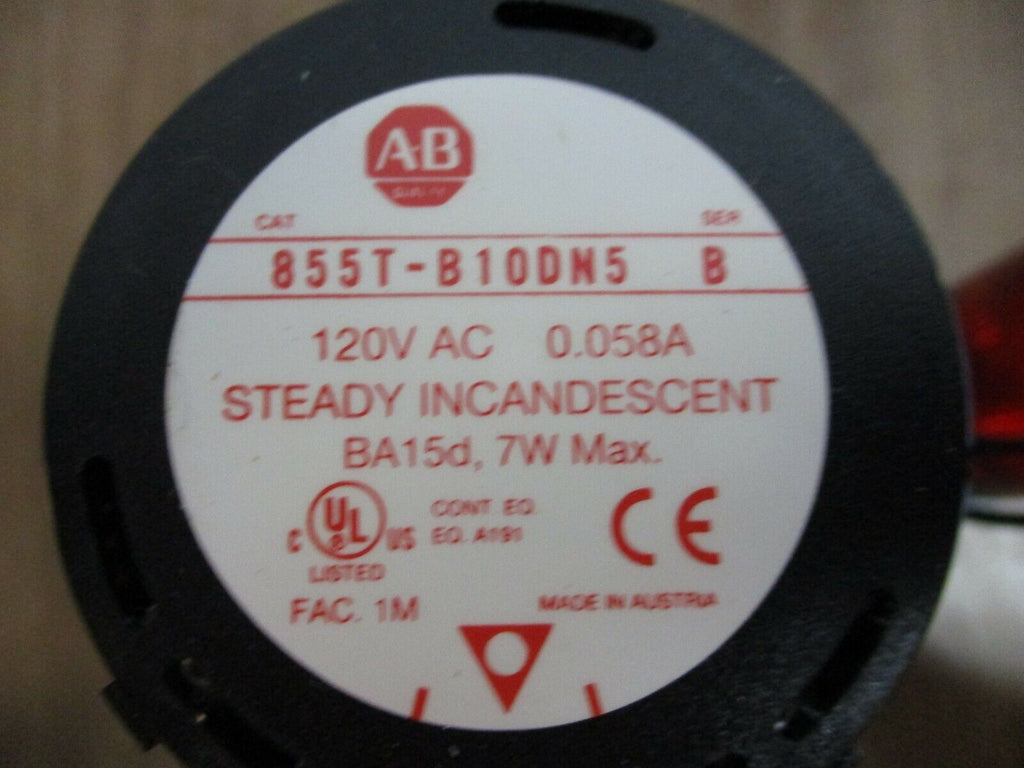 A-B
QUALITY
CAT SER
855T-B10DN5 B
120V AC 0.058A
STEADY INCANDESCENT
BA15d, 7W Max.
C UL US CONT. EQ.
EQ. A191
LISTED
CE
FAC. 1M MADE IN AUSTRIA